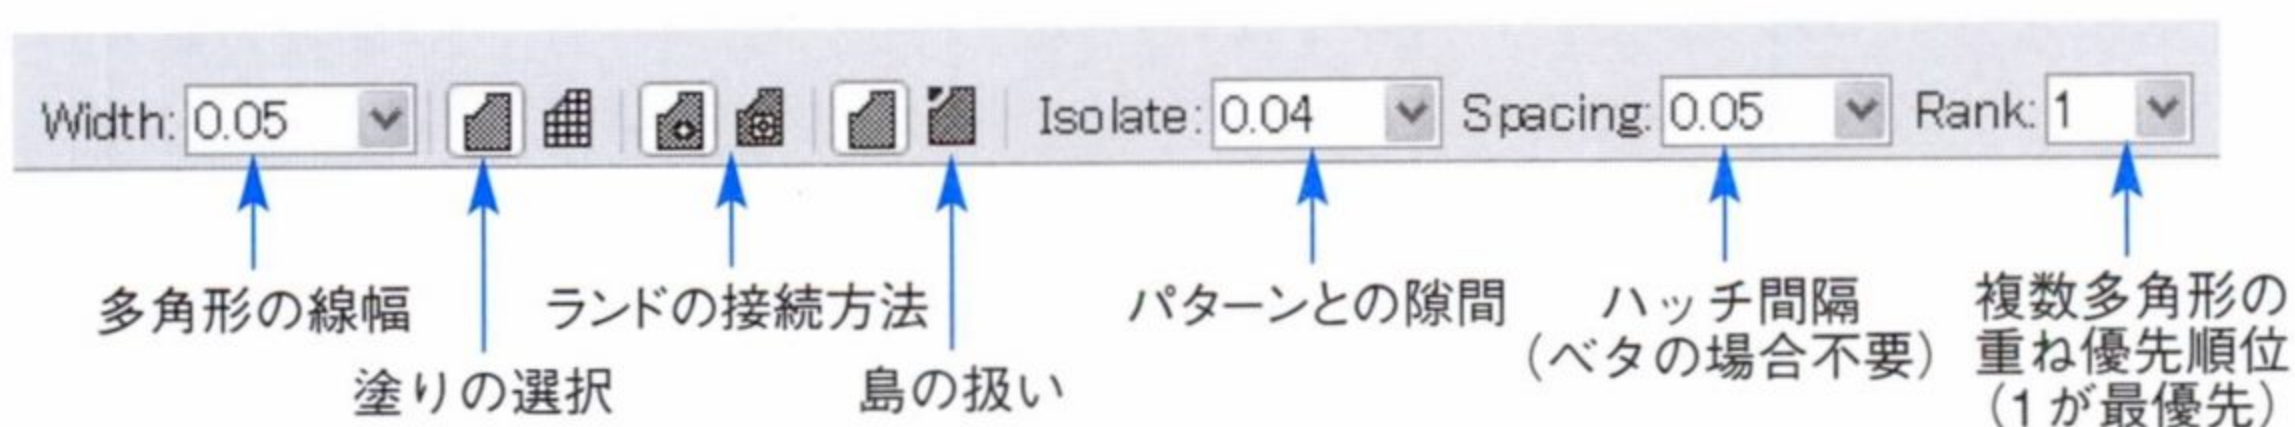 Width: 0.05 Isolate: 0.04 Spacing: 0.05 Rank: 1
多角形の線幅
塗りの選択
ランドの接続方法
島の扱い
パターンとの隙間
ハッチ間隔
(ベタの場合不要)
複数多角形の
重ね優先順位
(1が最優先)